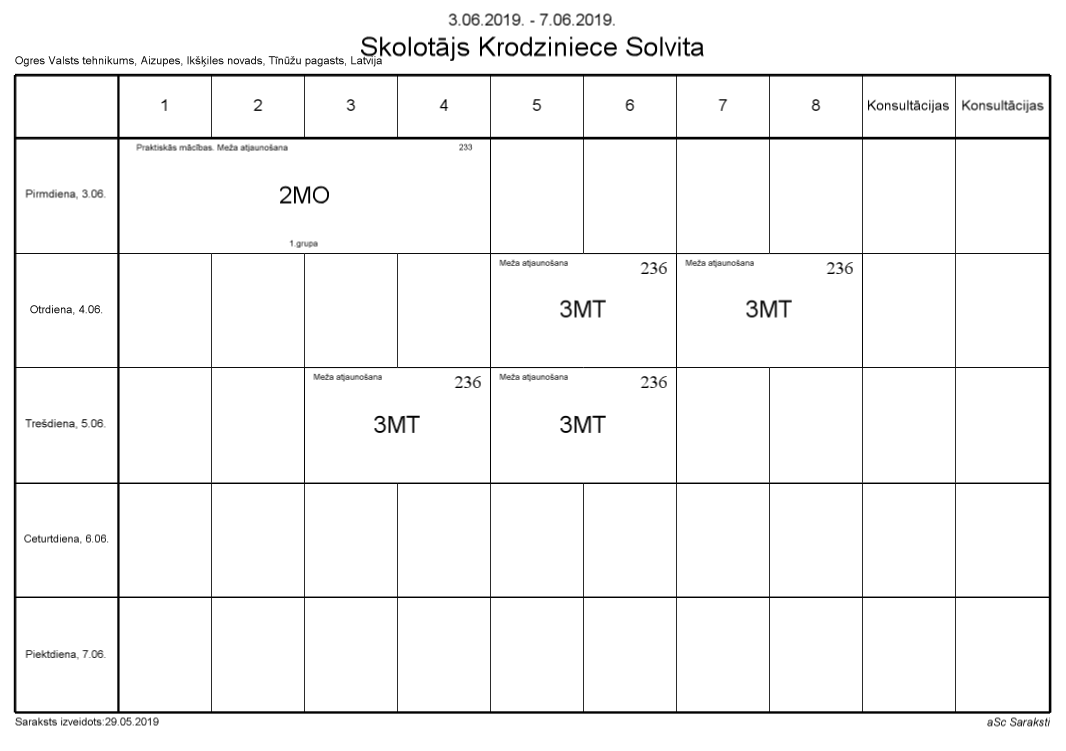 3.06.2019. - 7.06.2019.
Skolotājs Krodziniece Solvita
Ogres Valsts tehnikums, Aizupes, Ikšķiles novads, Tīnūžu pagasts, Latvija
1 2 3 4 5 6 7 8 Konsultācijas Konsultācijas
Praktiskās mācības. Meža atjaunošana 233
Pirmdiena, 3.06. 2MO
1.grupa
Meža atjaunošana 236 Meža atjaunošana 236
Otrdiena, 4.06. 3MT 3MT
Meža atjaunošana 236 Meža atjaunošana 236
Trešdiena, 5.06. 3MT 3MT
Ceturtdiena, 6.06.
Piektdiena, 7.06.
Saraksts izveidots:29.05.2019 aSc Saraksti